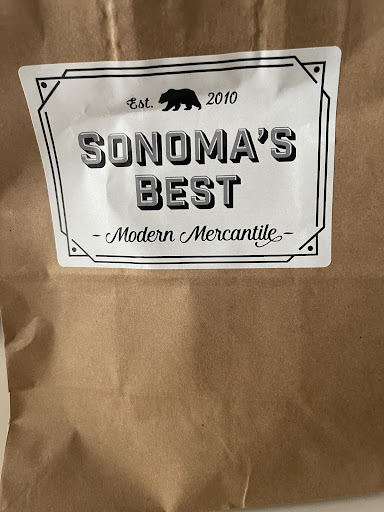 Est. 2010
SONOMA'S
BEST
- Modern Mercantile -